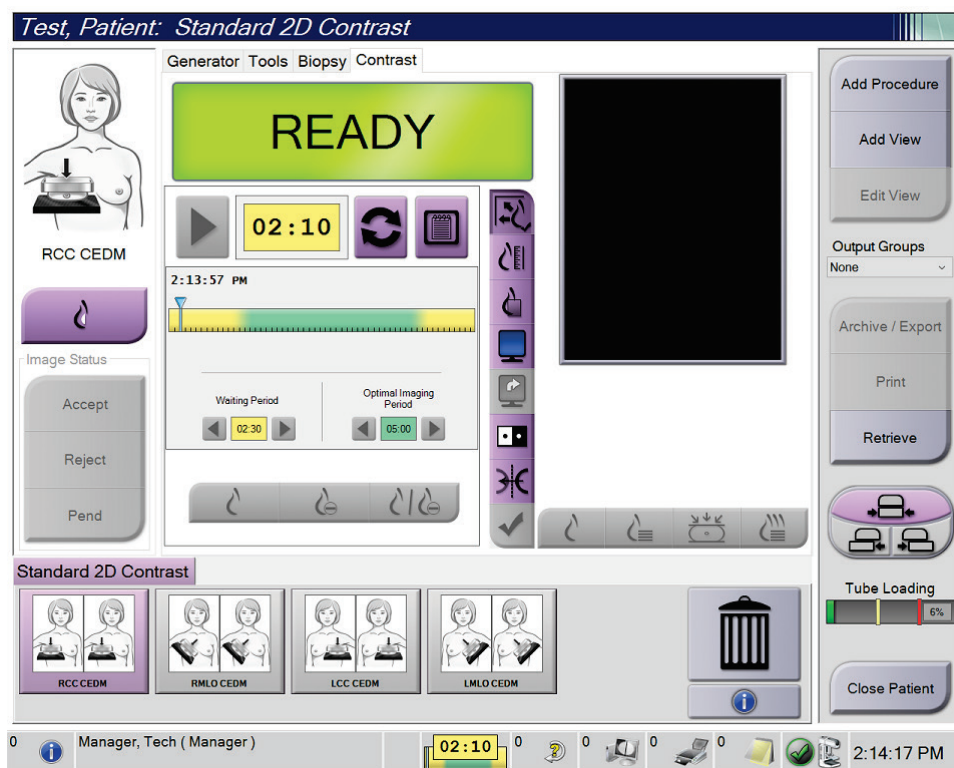 Test, Patient: Standard 2D Contrast
Generator Tools Biopsy Contrast
READY
RCC CEDM
02:10
2:13:57 PM
Waiting Period
Optimal Imaging
Period
02:30
05:00
Image Status
Accept
Reject
Pend
Add Procedure
Add View
Edit View
Output Groups
None
Archive / Export
Print
Retrieve
Tube Loading
6%
Close Patient
Standard 2D Contrast
RCC CEDM
RMLO CEDM
LCC CEDM
LMLO CEDM
0
Manager, Tech ( Manager )
02:10
0
0
0
0
2:14:17 PM